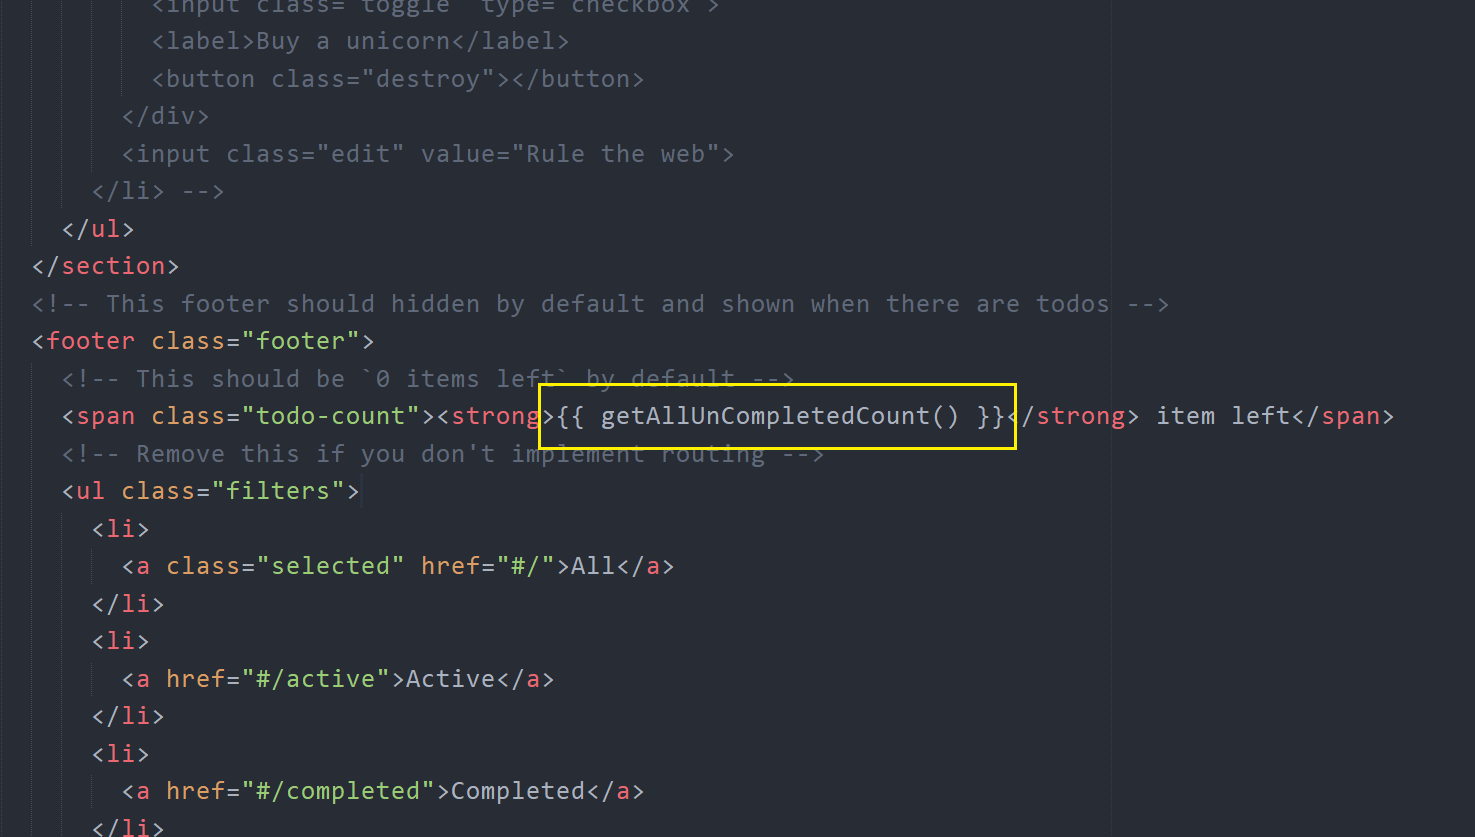 <input class="toggle" type="checkbox">
<label>Buy a unicorn</label>
<button class="destroy"></button>
</div>
<input class="edit" value="Rule the web">
</li> -->
</ul>
</section>
<!-- This footer should hidden by default and shown when there are todos -->
<footer class="footer">
<!-- This should be `0 items left` by default -->
<span class="todo-count"><strong>{{ getAllUnCompletedCount() }}</strong> item left</span>
<!-- Remove this if you don't implement routing -->
<ul class="filters">
<li>
<a class="selected" href="#/">All</a>
</li>
<li>
<a href="#/active">Active</a>
</li>
<li>
<a href="#/completed">Completed</a>
</li>